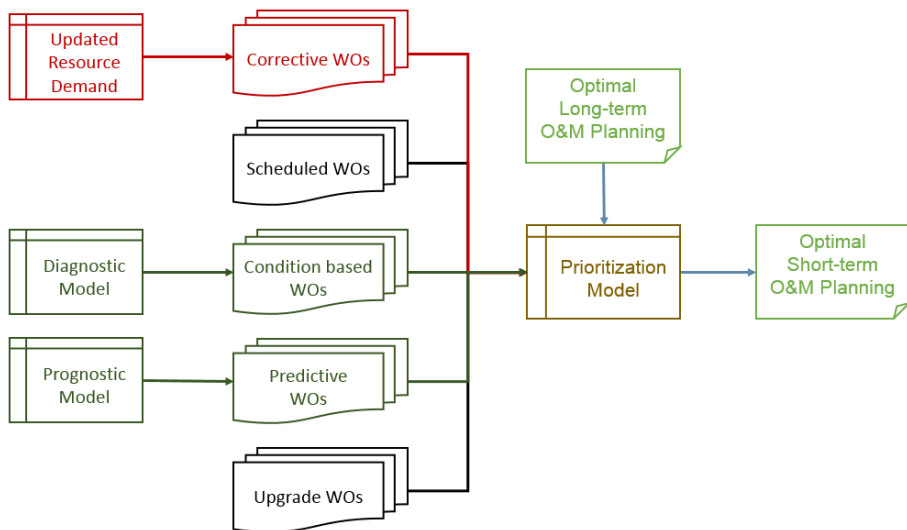 Updated
Resource
Demand
Corrective WOs
Optimal
Long-term
O&M Planning
Scheduled WOs
Diagnostic
Model
Condition based
WOs
Prioritization
Model
Optimal
Short-term
O&M Planning
Prognostic
Model
Predictive
WOs
Upgrade WOs